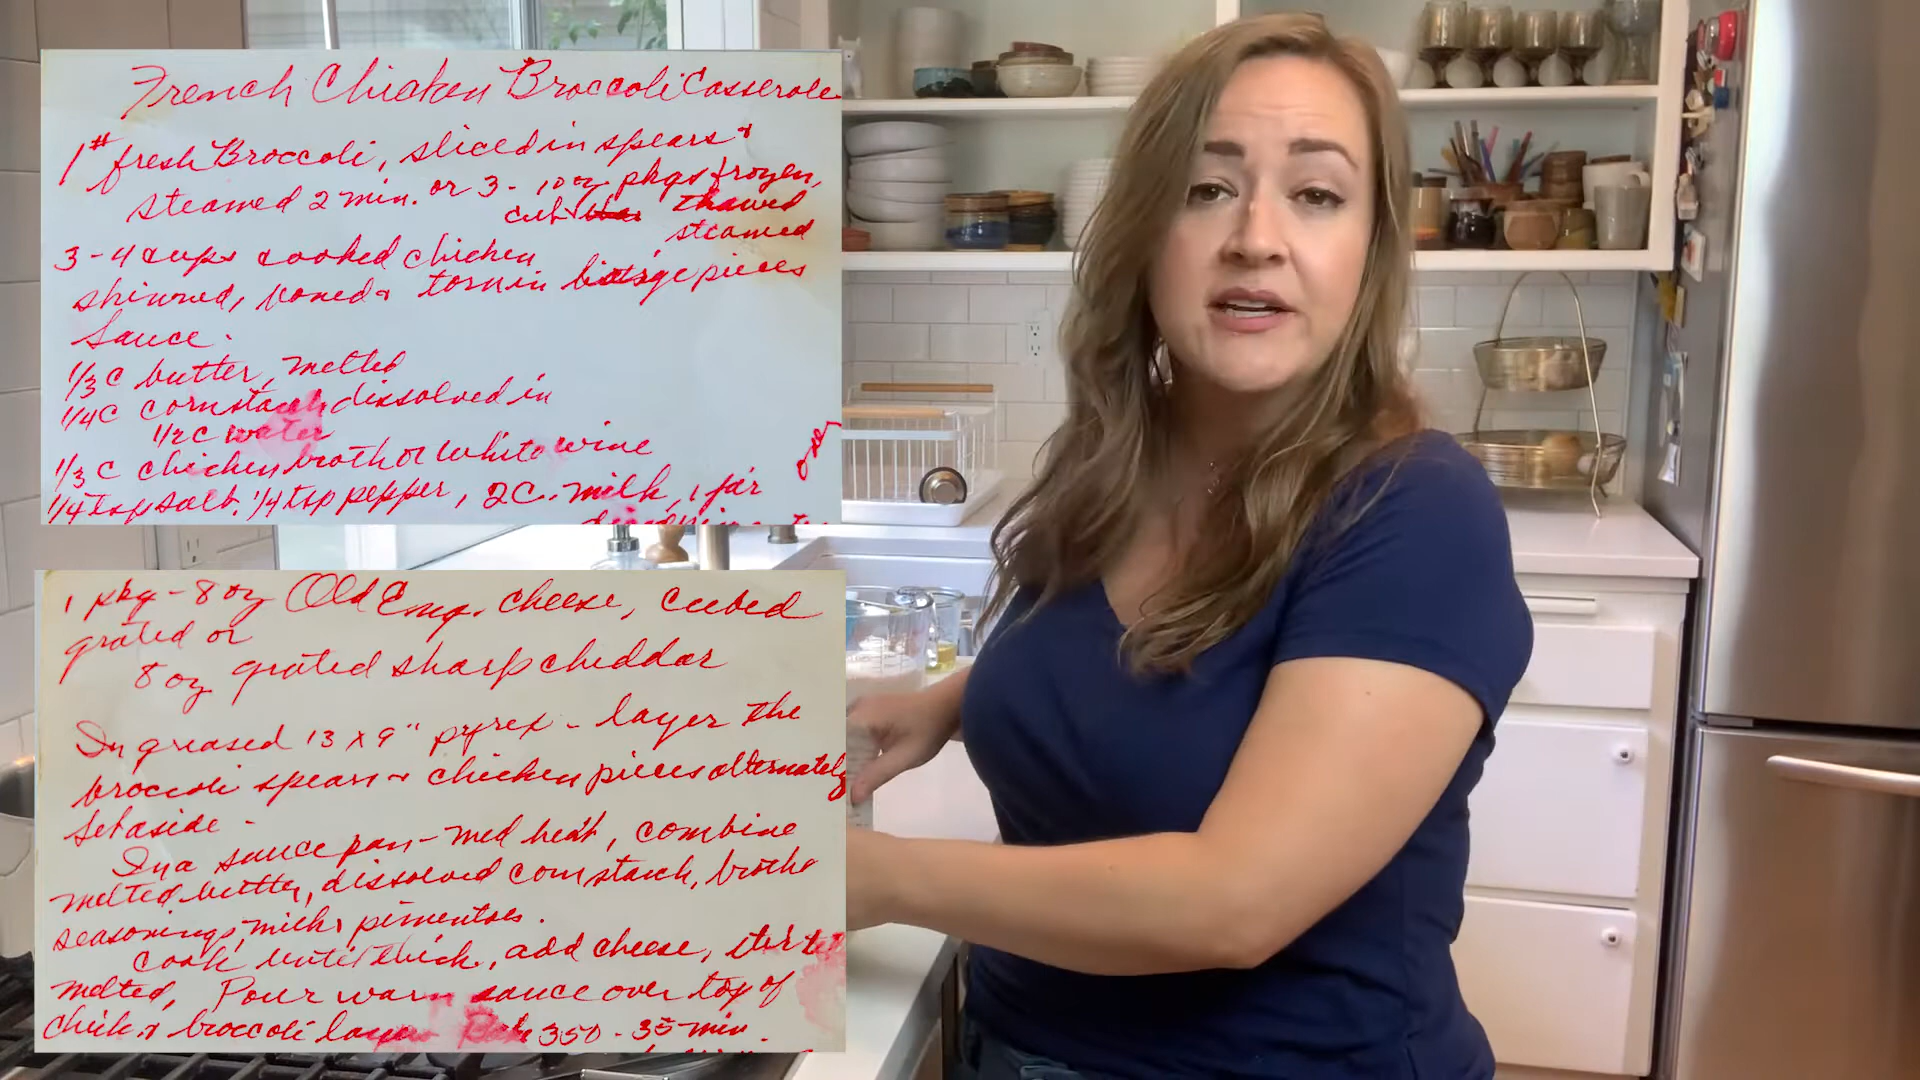 French Chicken Broccoli Casserole
1# fresh Broccoli, sliced in spears &
steamed 2 min. or 3 - 10 oz pkgs frozen,
cut & thawed
steamed
3 - 4 cups cooked chicken
skinned, boned & torn in pieces
Sauce.
1/3 C butter, melted
1/4 C cornstarch dissolved in
1/2 C water
1/3 C chicken broth or white wine
over
1/4 tsp salt. 1/4 tsp pepper, 2 C. milk, 1 jar
1 pkg - 8 oz Old Eng. cheese, cubed
grated or
8 oz grated sharp cheddar
In greased 13 x 9" pyrex - layer the
broccoli spears & chicken pieces alternately
Set aside -
In a sauce pan - med heat, combine
melted butter, dissolved cornstarch, broth &
seasonings, milk & pimentoes.
Cook until thick, add cheese, stir til
melted, Pour warm sauce over top of
chick & broccoli layers Bake 350 - 35 min.